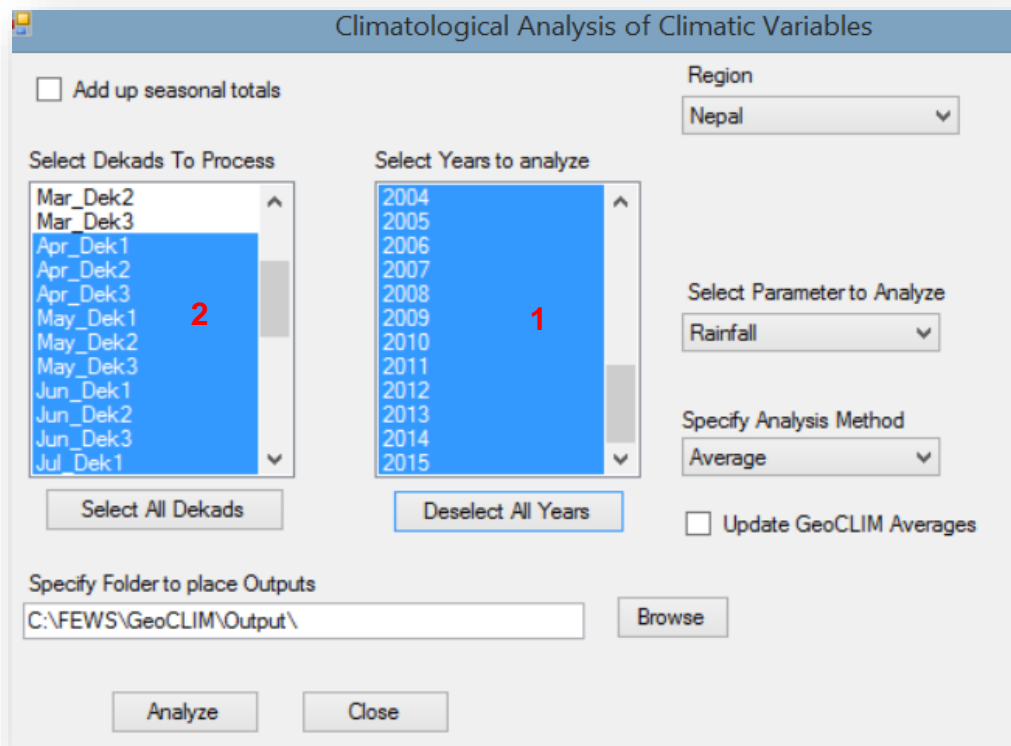 Climatological Analysis of Climatic Variables
Add up seasonal totals
Region
Nepal
Select Dekads To Process
Mar_Dek2
Mar_Dek3
Apr_Dek1
Apr_Dek2
Apr_Dek3
May_Dek1
May_Dek2
May_Dek3
Jun_Dek1
Jun_Dek2
Jun_Dek3
Jul_Dek1
2
Select All Dekads
Select Years to analyze
2004
2005
2006
2007
2008
2009
2010
2011
2012
2013
2014
2015
1
Deselect All Years
Select Parameter to Analyze
Rainfall
Specify Analysis Method
Average
Update GeoCLIM Averages
Specify Folder to place Outputs
C:\FEWS\GeoCLIM\Output\
Browse
Analyze
Close